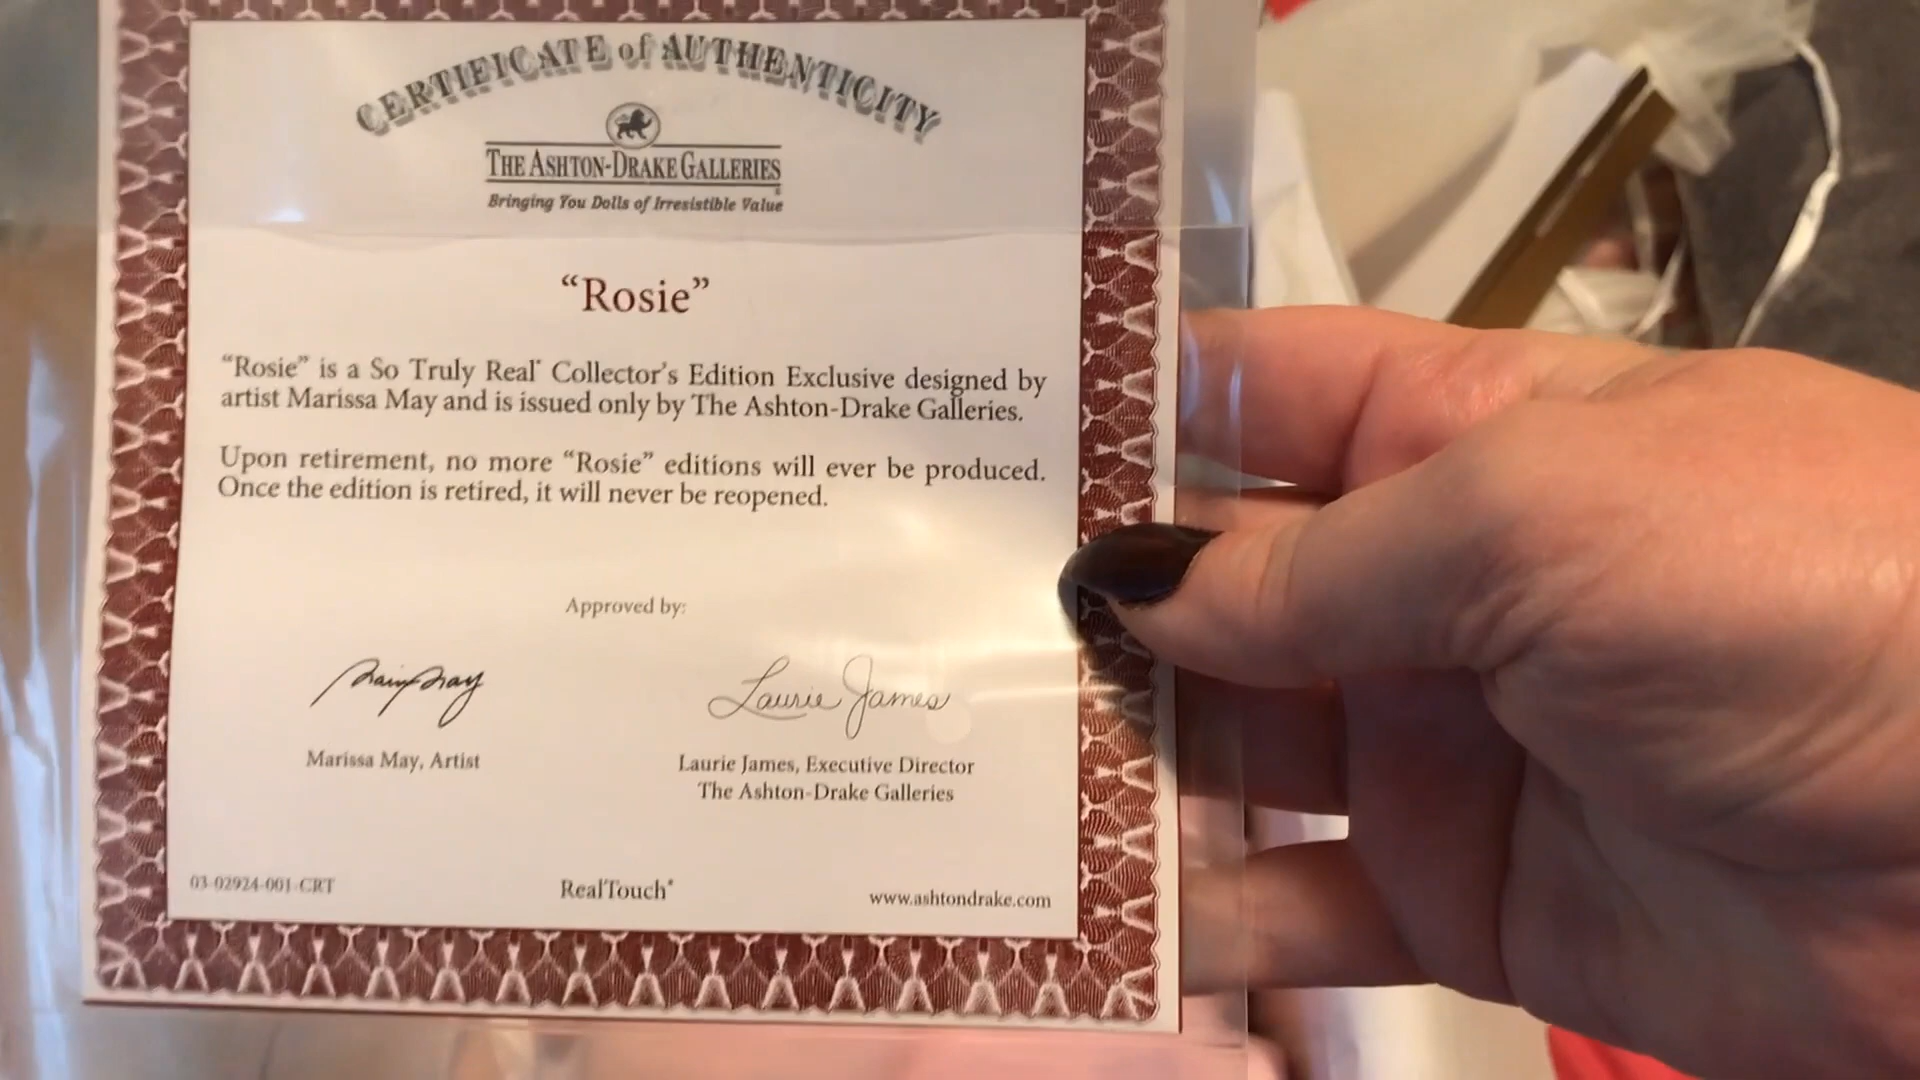 CERTIFICATE of AUTHENTICITY
THE ASHTON-DRAKE GALLERIES
Bringing You Dolls of Irresistible Value
“Rosie”
“Rosie” is a So Truly Real® Collector’s Edition Exclusive designed by
artist Marissa May and is issued only by The Ashton-Drake Galleries.
Upon retirement, no more “Rosie” editions will ever be produced.
Once the edition is retired, it will never be reopened.
Approved by:
Laurie James
Marissa May, Artist
Laurie James, Executive Director
The Ashton-Drake Galleries
03-02924-001-CRT
RealTouch®
www.ashtondrake.com